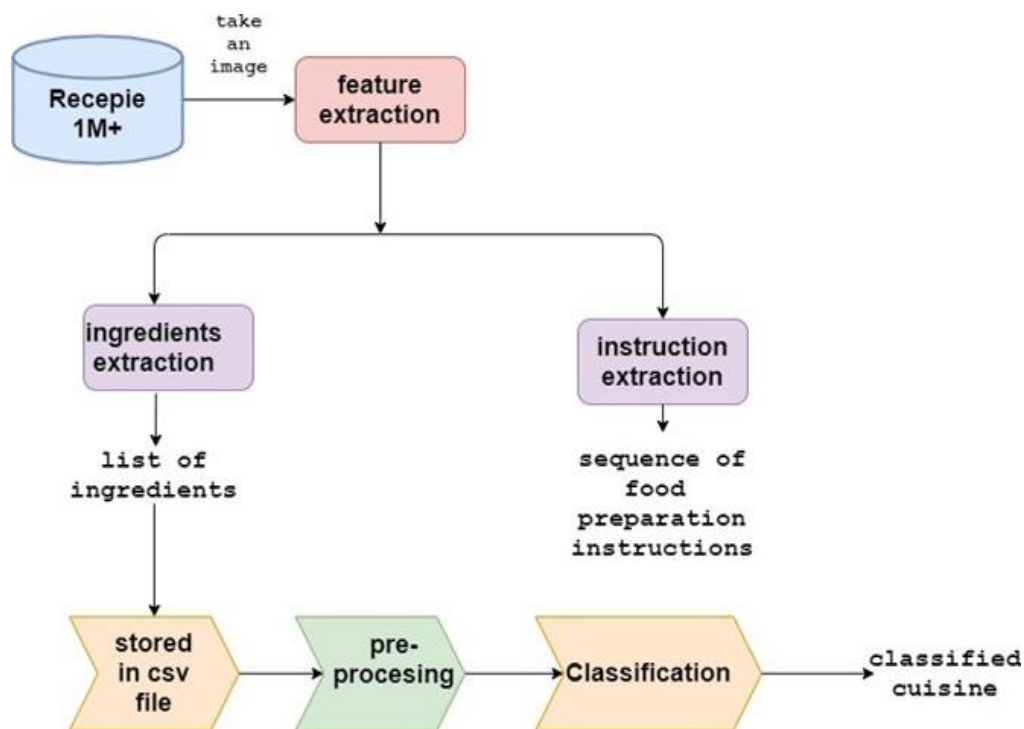 take
an
image
Recepie
1M+
feature
extraction
ingredients
extraction
instruction
extraction
list of
ingredients
sequence of
food
preparation
instructions
stored
in csv
file
pre-
procesing
Classification
classified
cuisine